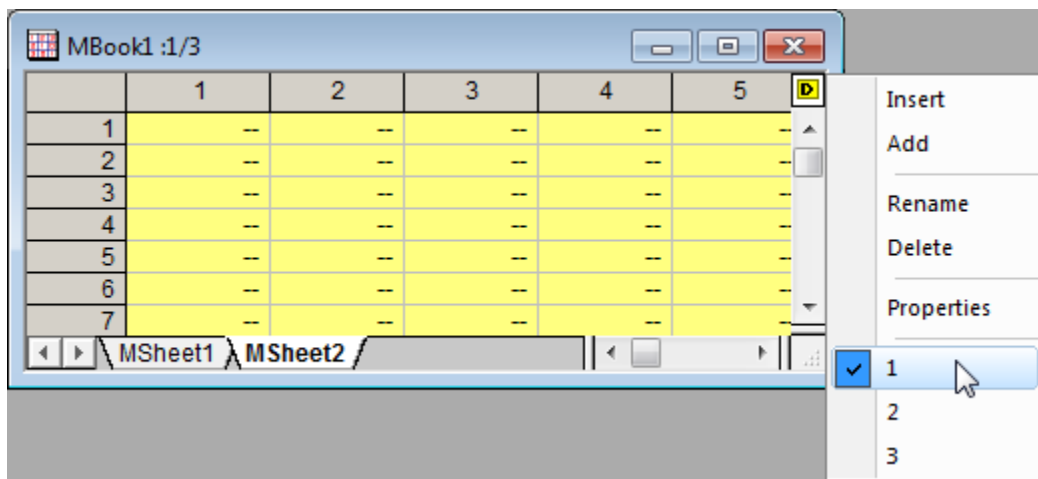 MBook1 :1/3
1 2 3 4 5 D
1 -- -- -- -- --
2 -- -- -- -- --
3 -- -- -- -- --
4 -- -- -- -- --
5 -- -- -- -- --
6 -- -- -- -- --
7 -- -- -- -- --
MSheet1 MSheet2
Insert
Add
Rename
Delete
Properties
1
2
3